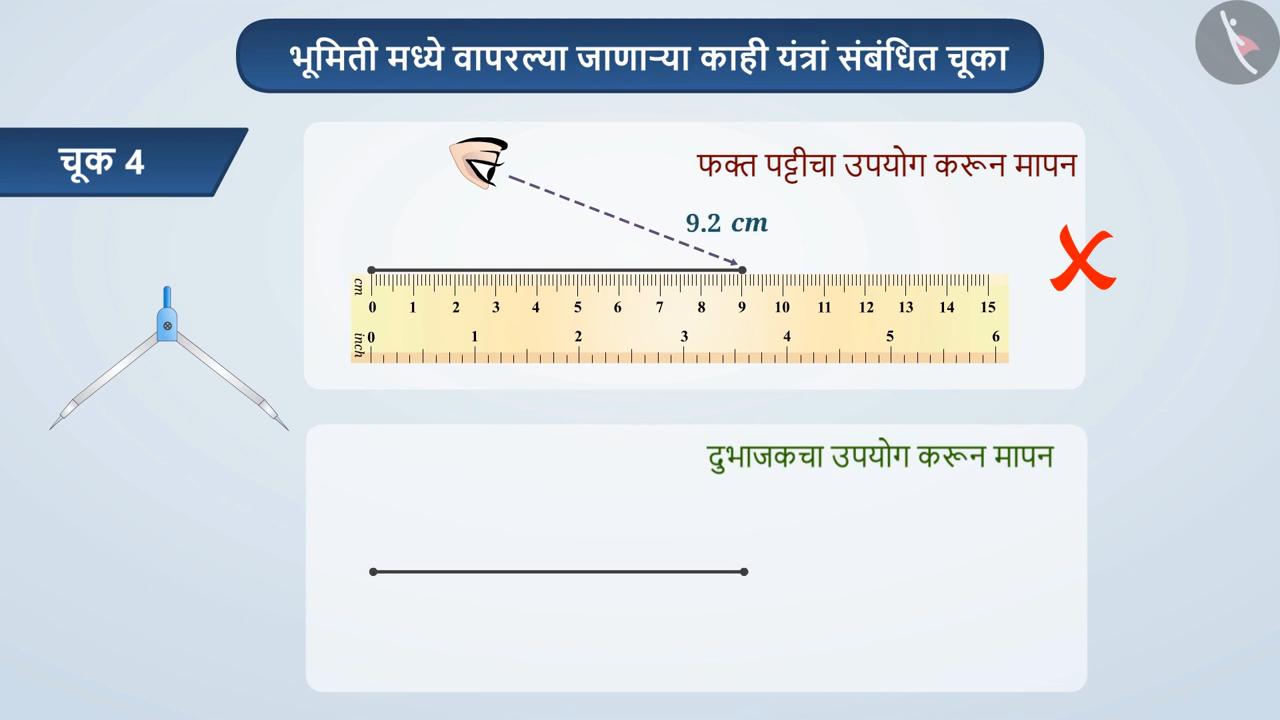 भूमिती मध्ये वापरल्या जाणाऱ्या काही यंत्रां संबंधित चूका
चूक 4
फक्त पट्टीचा उपयोग करून मापन
9.2 cm
cm
0 1 2 3 4 5 6 7 8 9 10 11 12 13 14 15
inch
0 1 2 3 4 5 6
दुभाजकचा उपयोग करून मापन